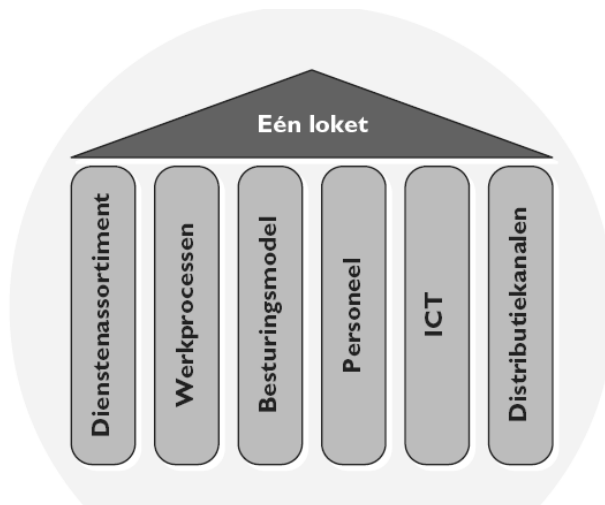 Eén loket
Dienstenassortiment
Werkprocessen
Besturingsmodel
Personeel
ICT
Distributiekanalen